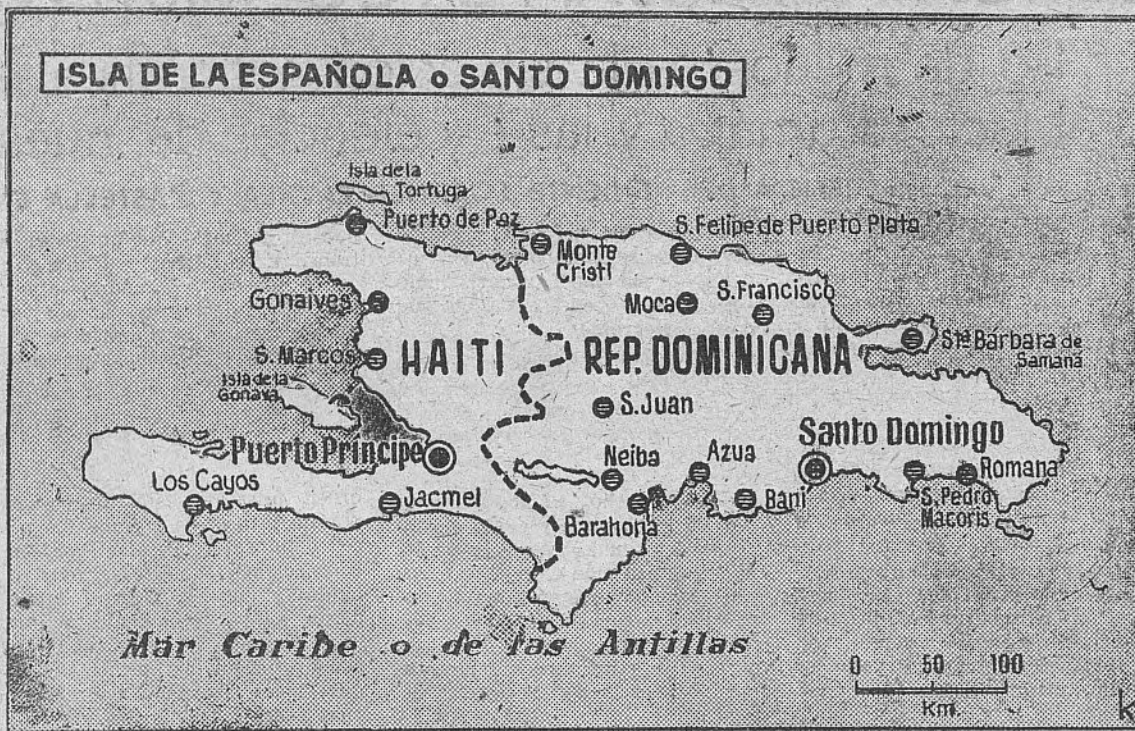 ISLA DE LA ESPAÑOLA o SANTO DOMINGO
Isla de la
Tortuga
Puerto de Paz
S. Felipe de Puerto Plata
Monte
Cristi
Gonaives
Moca
S. Francisco
S. Marcos
HAITI
REP. DOMINICANA
Sta Bárbara de
Samaná
Isla de la
Gonava
S. Juan
Puerto Príncipe
Santo Domingo
Los Cayos
Jacmel
Neiba
Azua
Romana
Barahona
Bani
S. Pedro
Macoris
Mar Caribe o de las Antillas
0 50 100
Km.
k